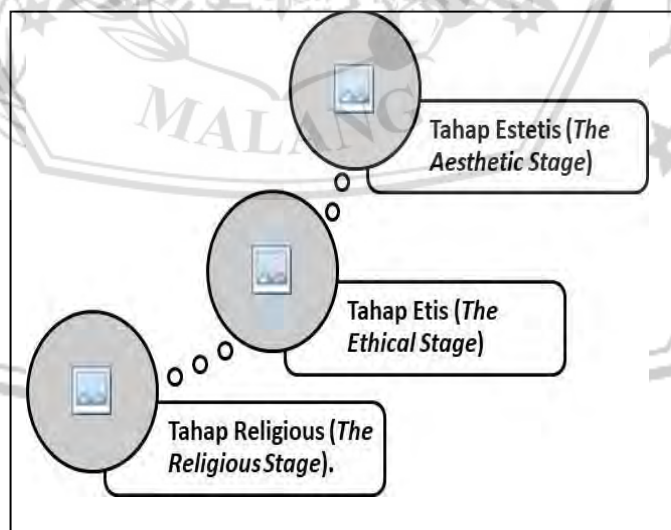 MALANG
Tahap Estetis (The
Aesthetic Stage)
Tahap Etis (The
Ethical Stage)
Tahap Religious (The
Religious Stage).